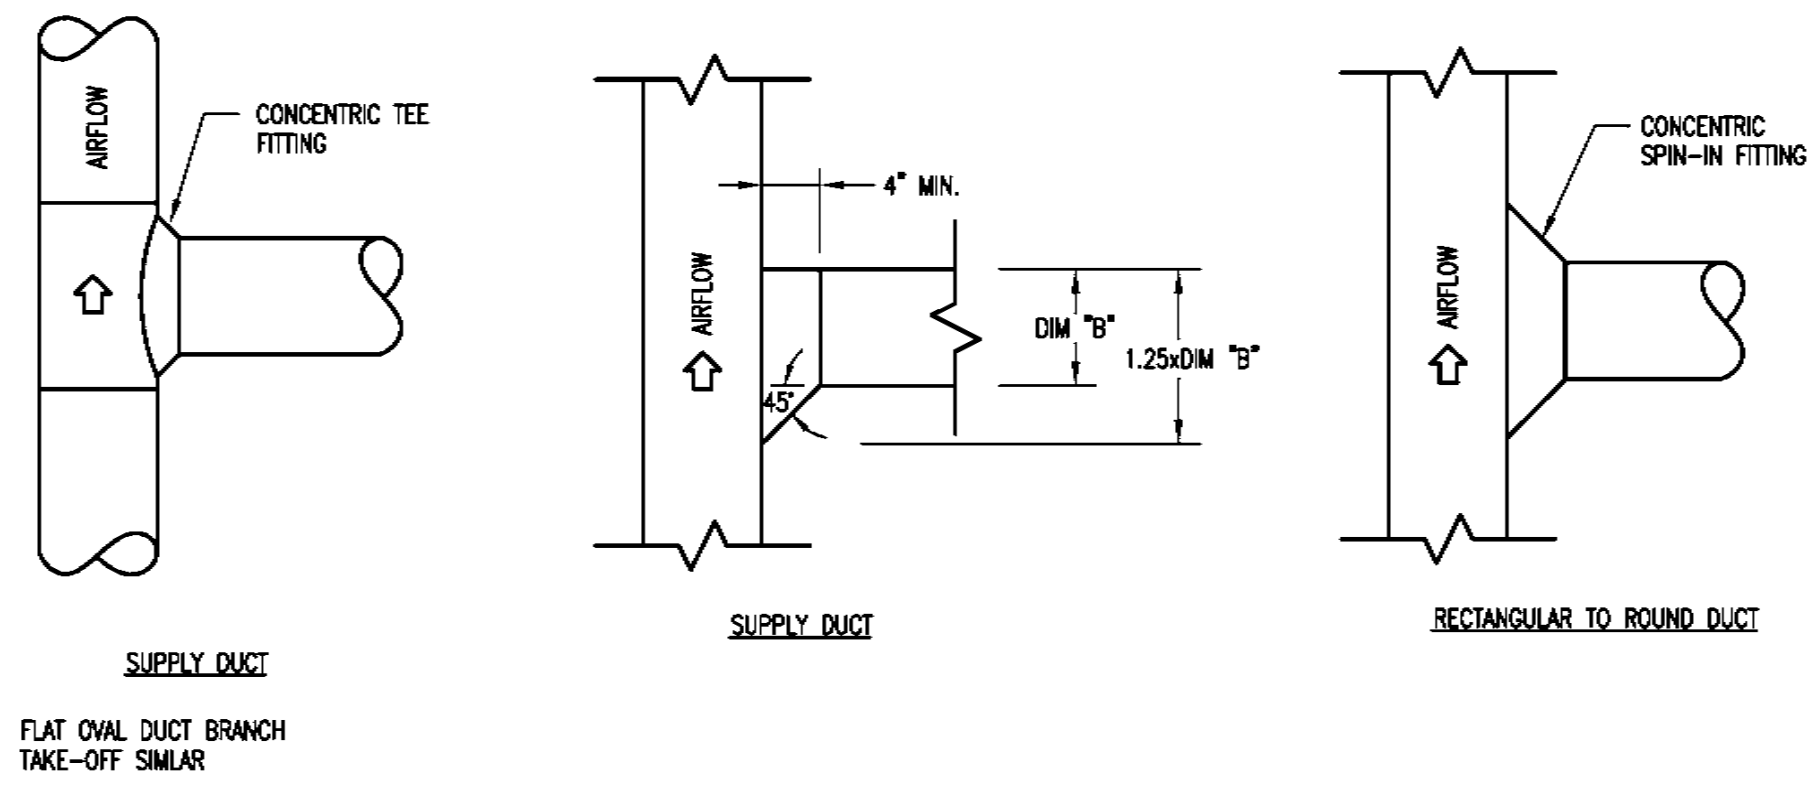 AIRFLOW
CONCENTRIC TEE
FITTING
SUPPLY DUCT
FLAT OVAL DUCT BRANCH
TAKE-OFF SIMLAR
4" MIN.
AIRFLOW
DIM "B"
1.25xDIM "B"
45°
SUPPLY DUCT
CONCENTRIC
SPIN-IN FITTING
AIRFLOW
RECTANGULAR TO ROUND DUCT